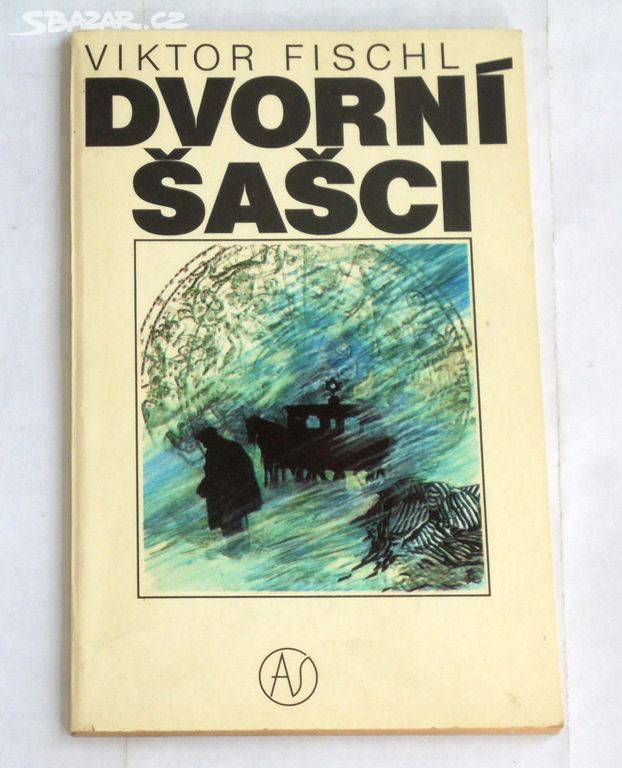 SBAZAR.CZ
VIKTOR FISCHL
DVORNÍ
ŠAŠCI
AS